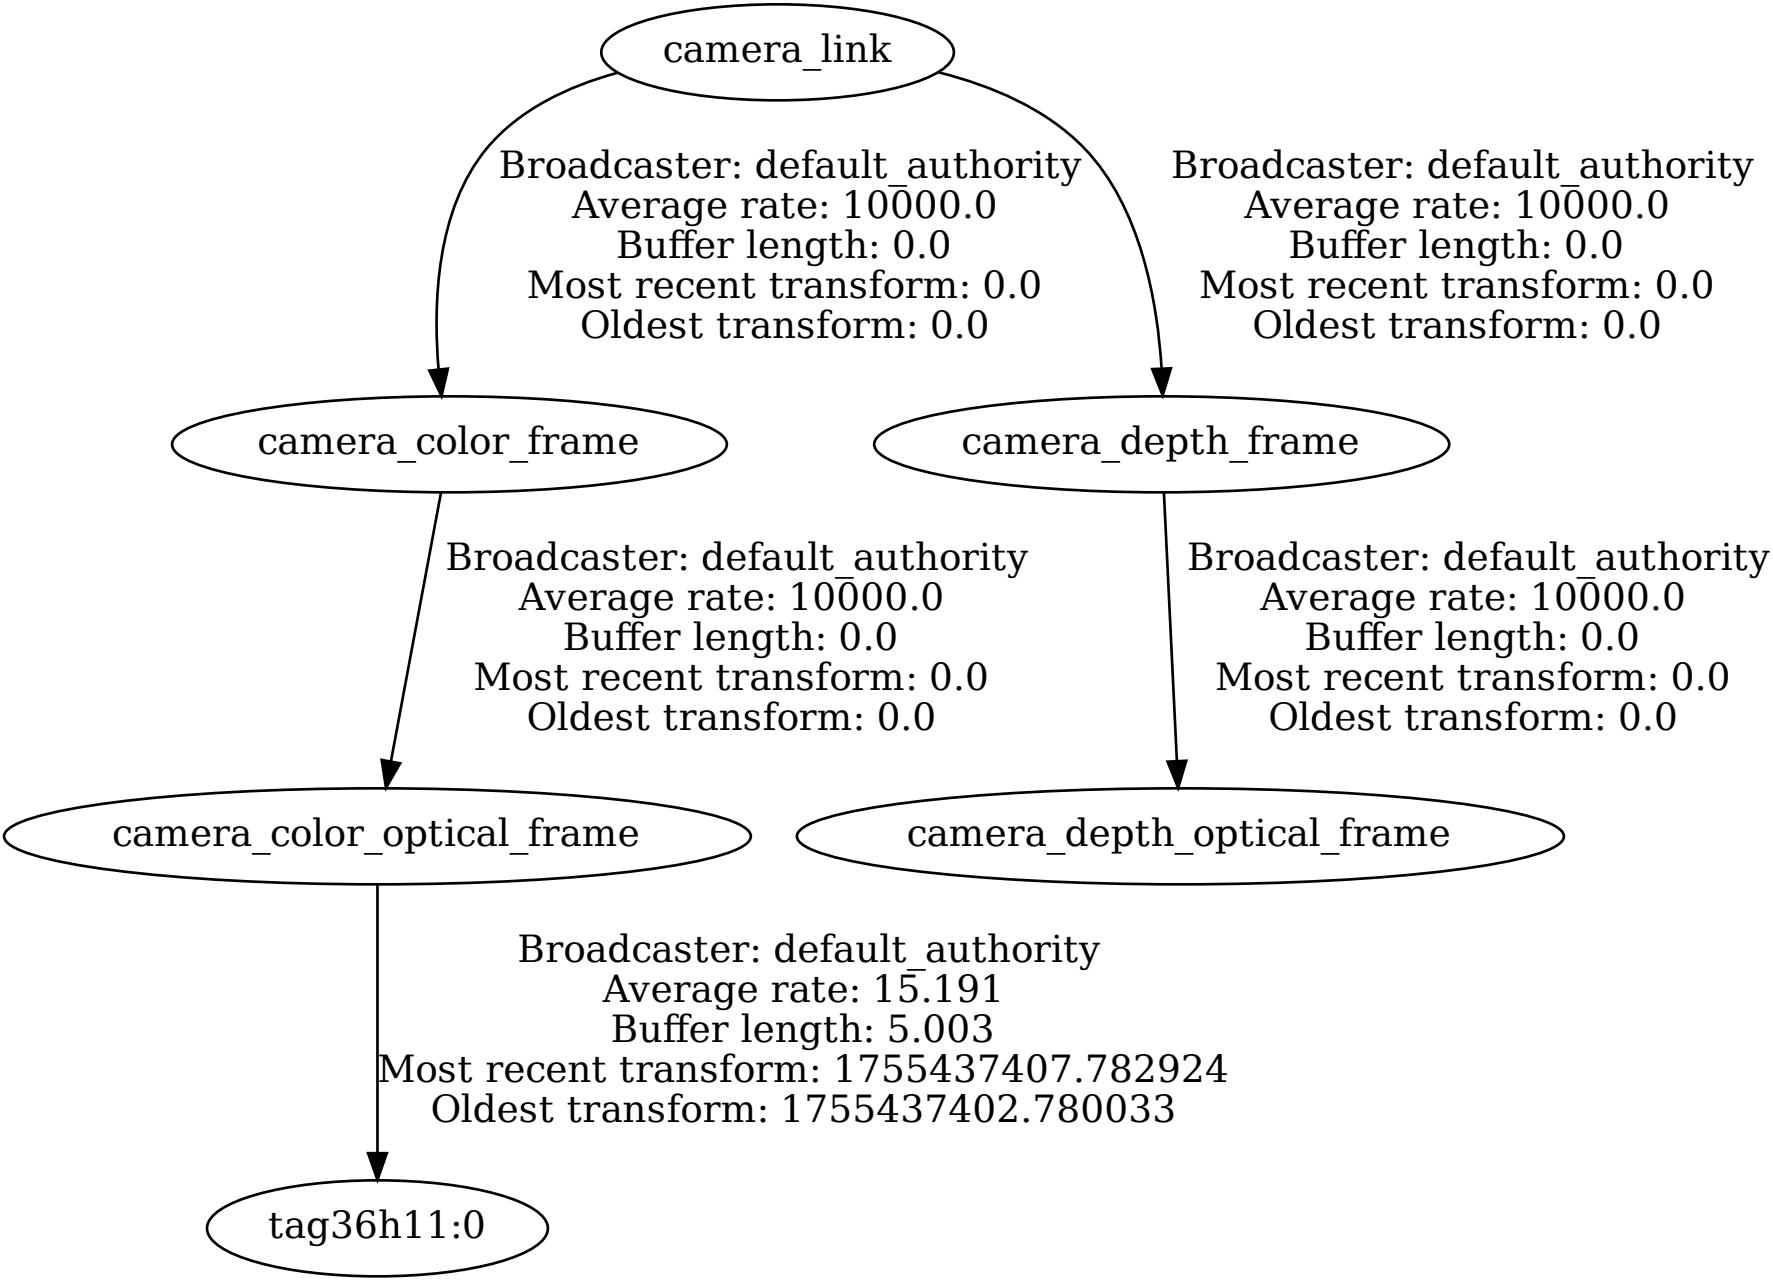 camera_link
Broadcaster: default_authority
Average rate: 10000.0
Buffer length: 0.0
Most recent transform: 0.0
Oldest transform: 0.0
Broadcaster: default_authority
Average rate: 10000.0
Buffer length: 0.0
Most recent transform: 0.0
Oldest transform: 0.0
camera_color_frame
camera_depth_frame
Broadcaster: default_authority
Average rate: 10000.0
Buffer length: 0.0
Most recent transform: 0.0
Oldest transform: 0.0
Broadcaster: default_authority
Average rate: 10000.0
Buffer length: 0.0
Most recent transform: 0.0
Oldest transform: 0.0
camera_color_optical_frame
camera_depth_optical_frame
Broadcaster: default_authority
Average rate: 15.191
Buffer length: 5.003
Most recent transform: 1755437407.782924
Oldest transform: 1755437402.780033
tag36h11:0